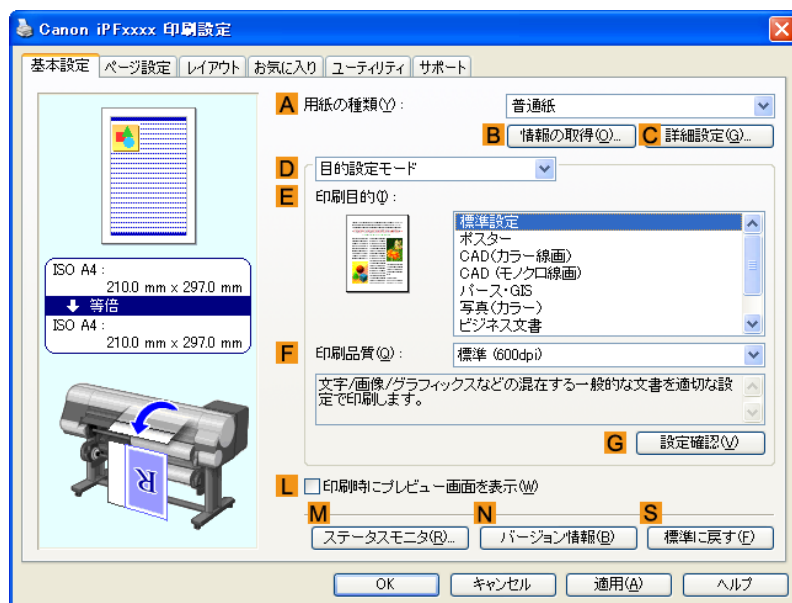 Canon iPFxxxx 印刷設定
基本設定 ページ設定 レイアウト お気に入り ユーティリティ サポート
A 用紙の種類(Y): 普通紙
B 情報の取得(O)... C 詳細設定(G)...
D 目的設定モード
E 印刷目的(I):
標準設定
ポスター
CAD(カラー線画)
CAD (モノクロ線画)
パース・GIS
写真(カラー)
ビジネス文書
ISO A4 :
210.0 mm x 297.0 mm
等倍
ISO A4 :
210.0 mm x 297.0 mm
F 印刷品質(Q): 標準 (600dpi)
文字/画像/グラフィックスなどの混在する一般的な文書を適切な設
定で印刷します。
R
G 設定確認(V)
L 印刷時にプレビュー画面を表示(W)
M N S
ステータスモニタ(R)... バージョン情報(B) 標準に戻す(F)
OK キャンセル 適用(A) ヘルプ